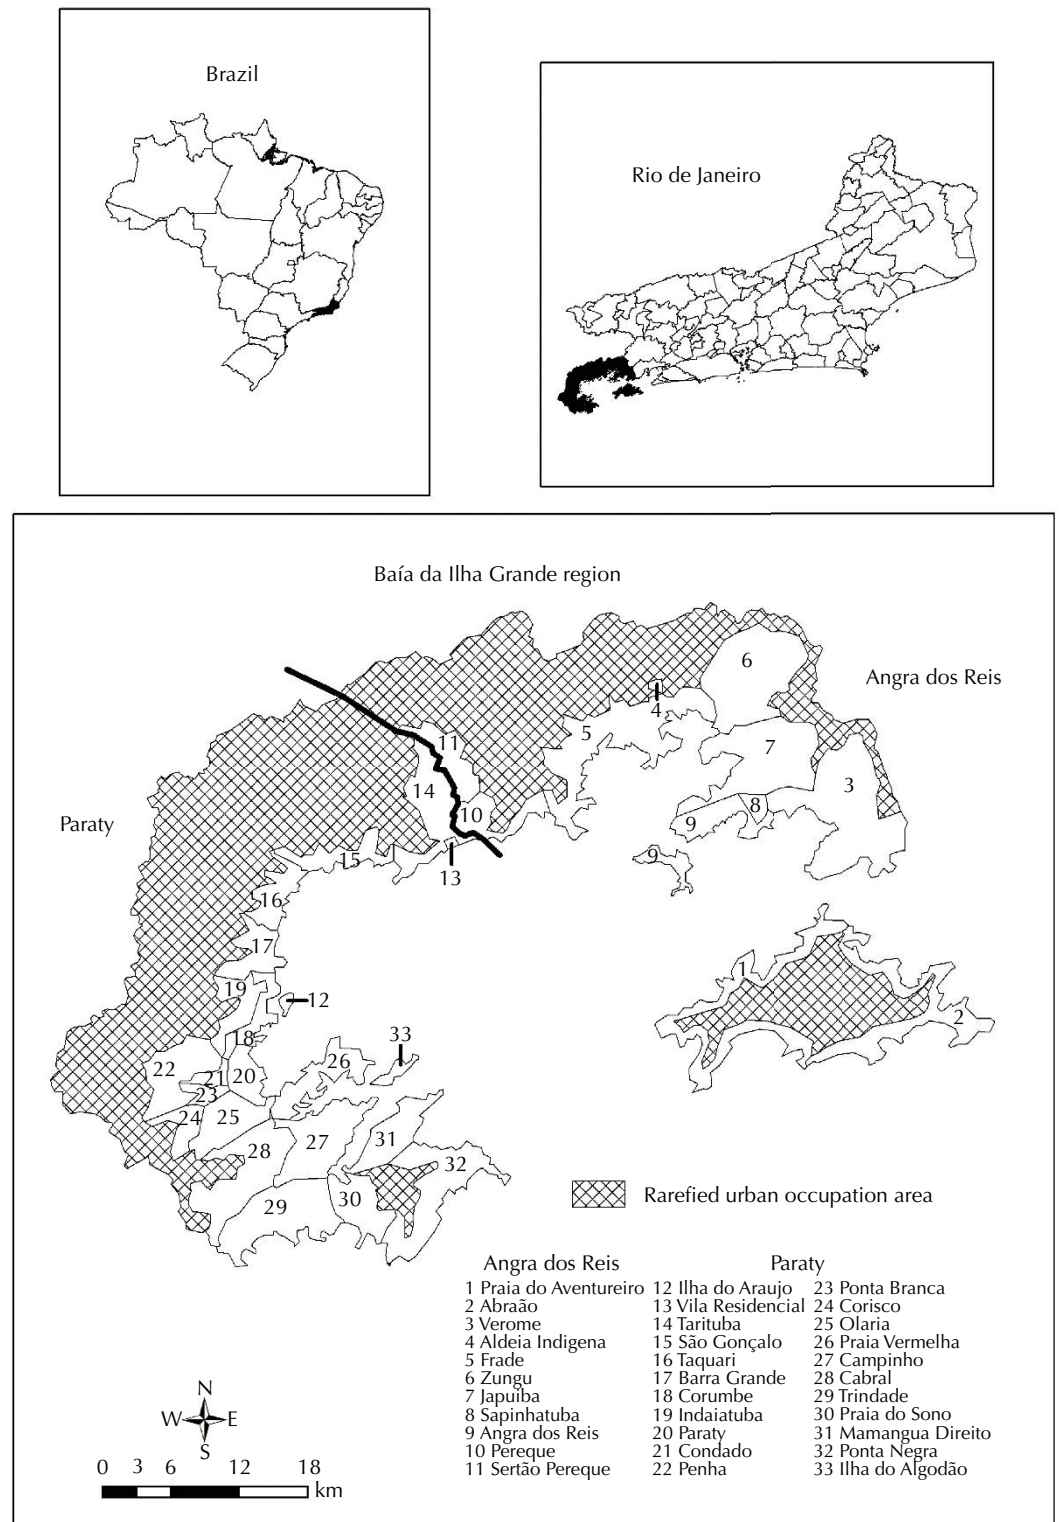 Brazil
Rio de Janeiro
Baía da Ilha Grande region
Angra dos Reis
Paraty
6
4
5
11
7
3
14
8
10
9
9
15
13
16
17
1
19
12
2
18
33
26
22
21
20
23
24
25
27
31
28
32
30
29
Rarefied urban occupation area
Angra dos Reis
1 Praia do Aventureiro
2 Abraão
3 Verome
4 Aldeia Indigena
5 Frade
6 Zungu
7 Japuiba
8 Sapinhatuba
9 Angra dos Reis
10 Pereque
11 Sertão Pereque
Paraty
12 Ilha do Araujo
13 Vila Residencial
14 Tarituba
15 São Gonçalo
16 Taquari
17 Barra Grande
18 Corumbe
19 Indaiatuba
20 Paraty
21 Condado
22 Penha
23 Ponta Branca
24 Corisco
25 Olaria
26 Praia Vermelha
27 Campinho
28 Cabral
29 Trindade
30 Praia do Sono
31 Mamangua Direito
32 Ponta Negra
33 Ilha do Algodão
N
W E
S
0 3 6 12 18
km